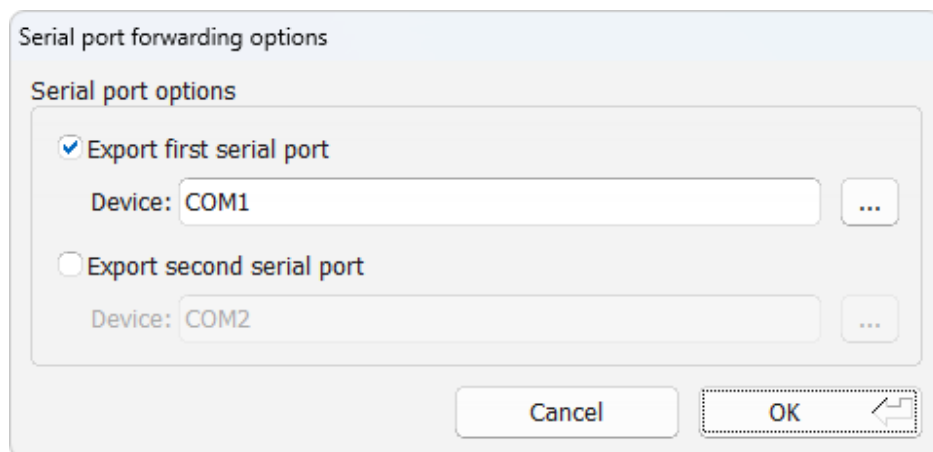 Serial port forwarding options
Serial port options
Export first serial port
Device: COM1 ...
Export second serial port
Device: COM2 ...
Cancel OK